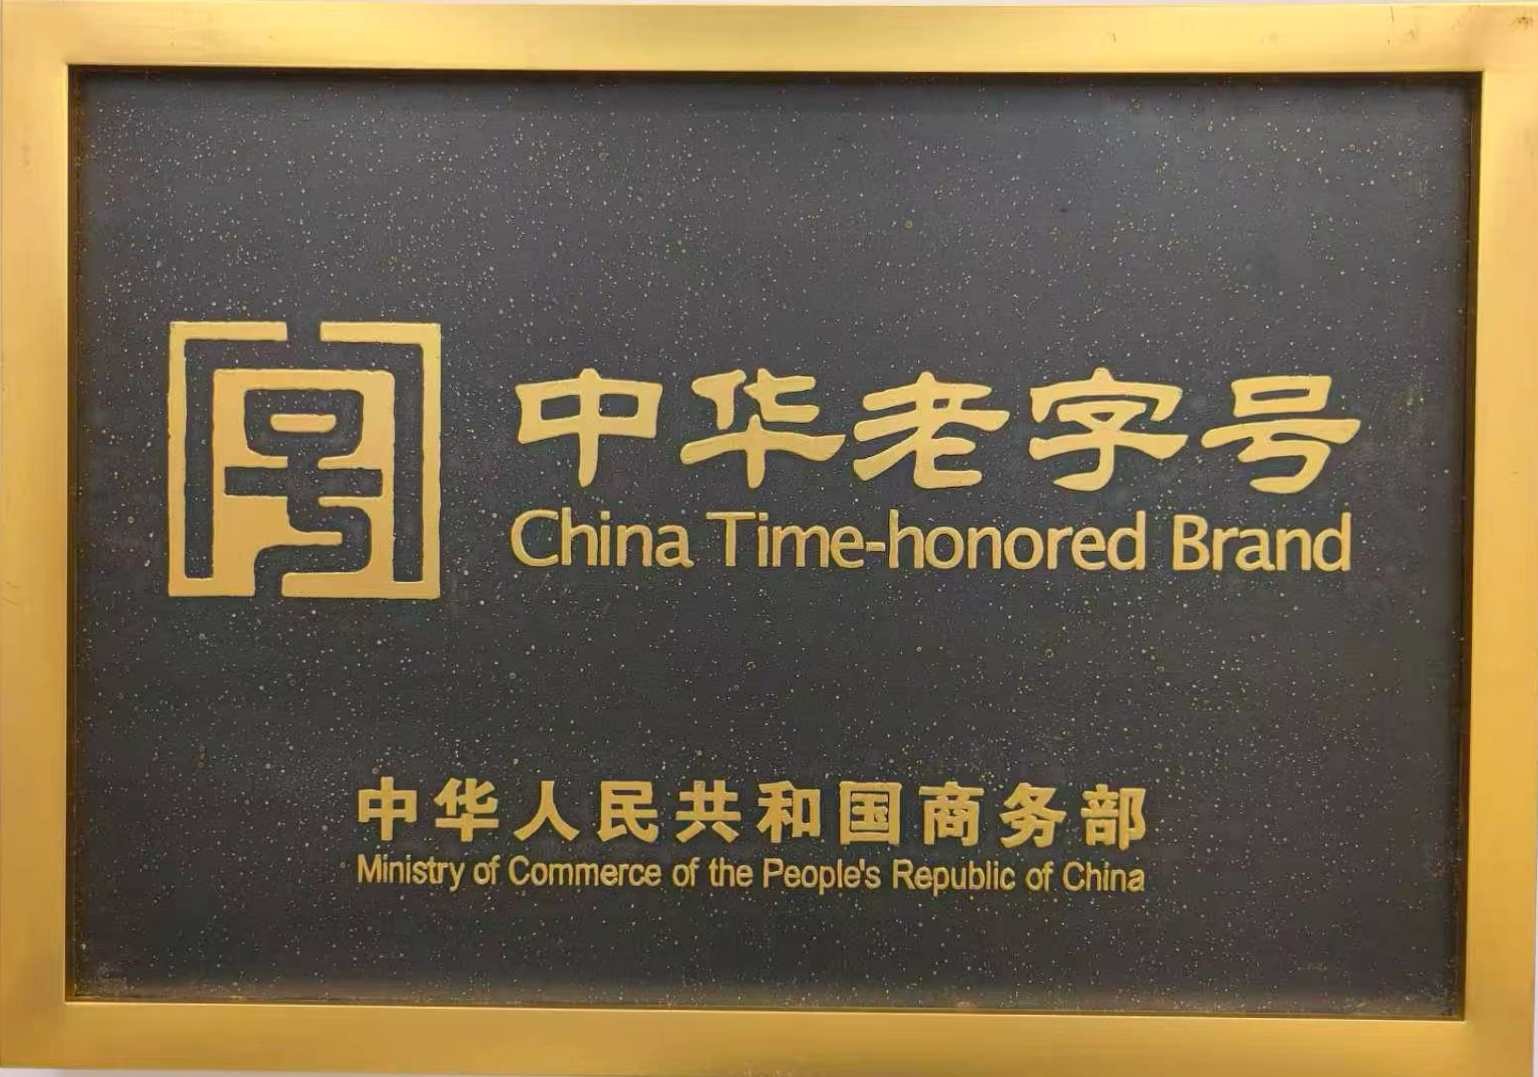 中华老字号
China Time-honored Brand
中华人民共和国商务部
Ministry of Commerce of the People's Republic of China